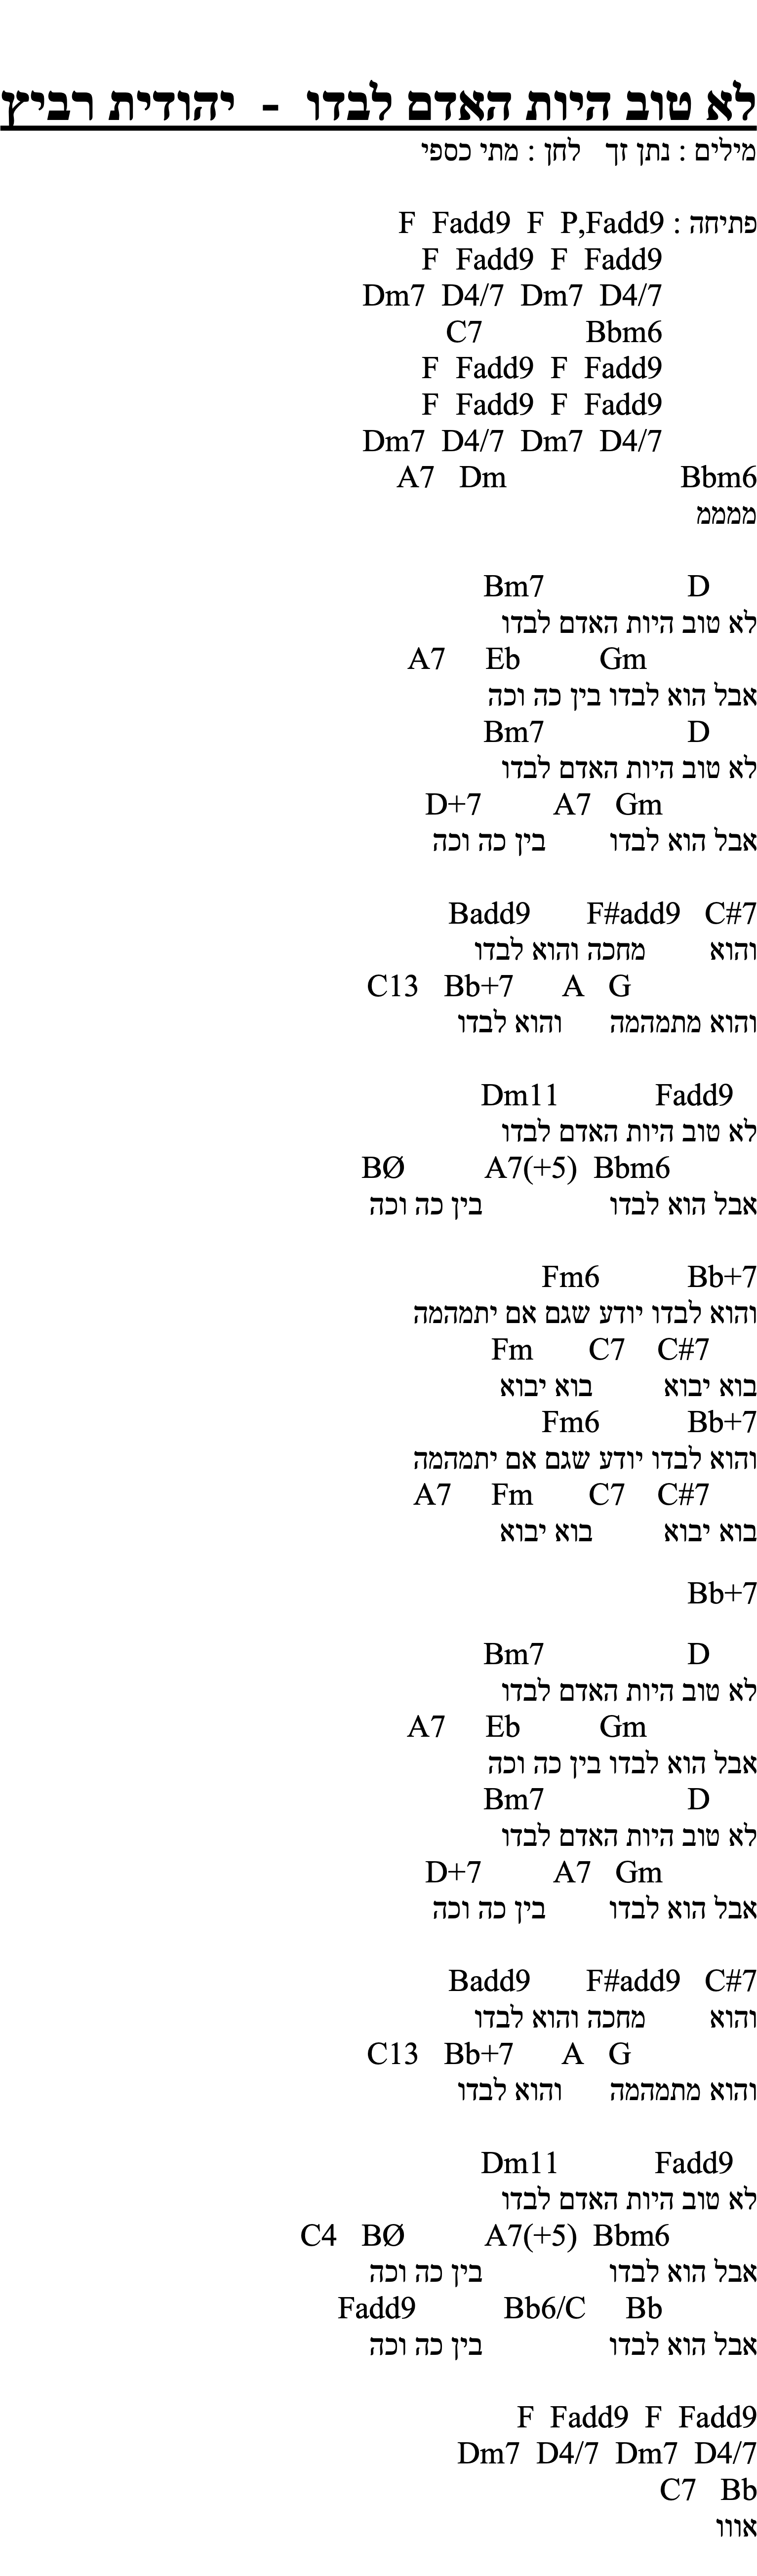 לא טוב היות האדם לבדו - יהודית רביץ
מילים : נתן זך לחן : מתי כספי
פתיחה : F Fadd9 F P,Fadd9
F Fadd9 F Fadd9
Dm7 D4/7 Dm7 D4/7
C7 Bbm6
F Fadd9 F Fadd9
F Fadd9 F Fadd9
Dm7 D4/7 Dm7 D4/7
A7 Dm Bbm6
מממממ
Bm7 D
לא טוב היות האדם לבדו
A7 Eb Gm
אבל הוא לבדו בין כה וכה
Bm7 D
לא טוב היות האדם לבדו
D+7 A7 Gm
אבל הוא לבדו בין כה וכה
Badd9 F#add9 C#7
והוא מחכה והוא לבדו
C13 Bb+7 A G
והוא מתמהמה והוא לבדו
Dm11 Fadd9
לא טוב היות האדם לבדו
BØ A7(+5) Bbm6
אבל הוא לבדו בין כה וכה
Fm6 Bb+7
והוא לבדו יודע שגם אם יתמהמה
Fm C7 C#7
בוא יבוא בוא יבוא
Fm6 Bb+7
והוא לבדו יודע שגם אם יתמהמה
A7 Fm C7 C#7
בוא יבוא בוא יבוא
Bb+7
Bm7 D
לא טוב היות האדם לבדו
A7 Eb Gm
אבל הוא לבדו בין כה וכה
Bm7 D
לא טוב היות האדם לבדו
D+7 A7 Gm
אבל הוא לבדו בין כה וכה
Badd9 F#add9 C#7
והוא מחכה והוא לבדו
C13 Bb+7 A G
והוא מתמהמה והוא לבדו
Dm11 Fadd9
לא טוב היות האדם לבדו
C4 BØ A7(+5) Bbm6
אבל הוא לבדו בין כה וכה
Fadd9 Bb6/C Bb
אבל הוא לבדו בין כה וכה
F Fadd9 F Fadd9
Dm7 D4/7 Dm7 D4/7
C7 Bb
אווו